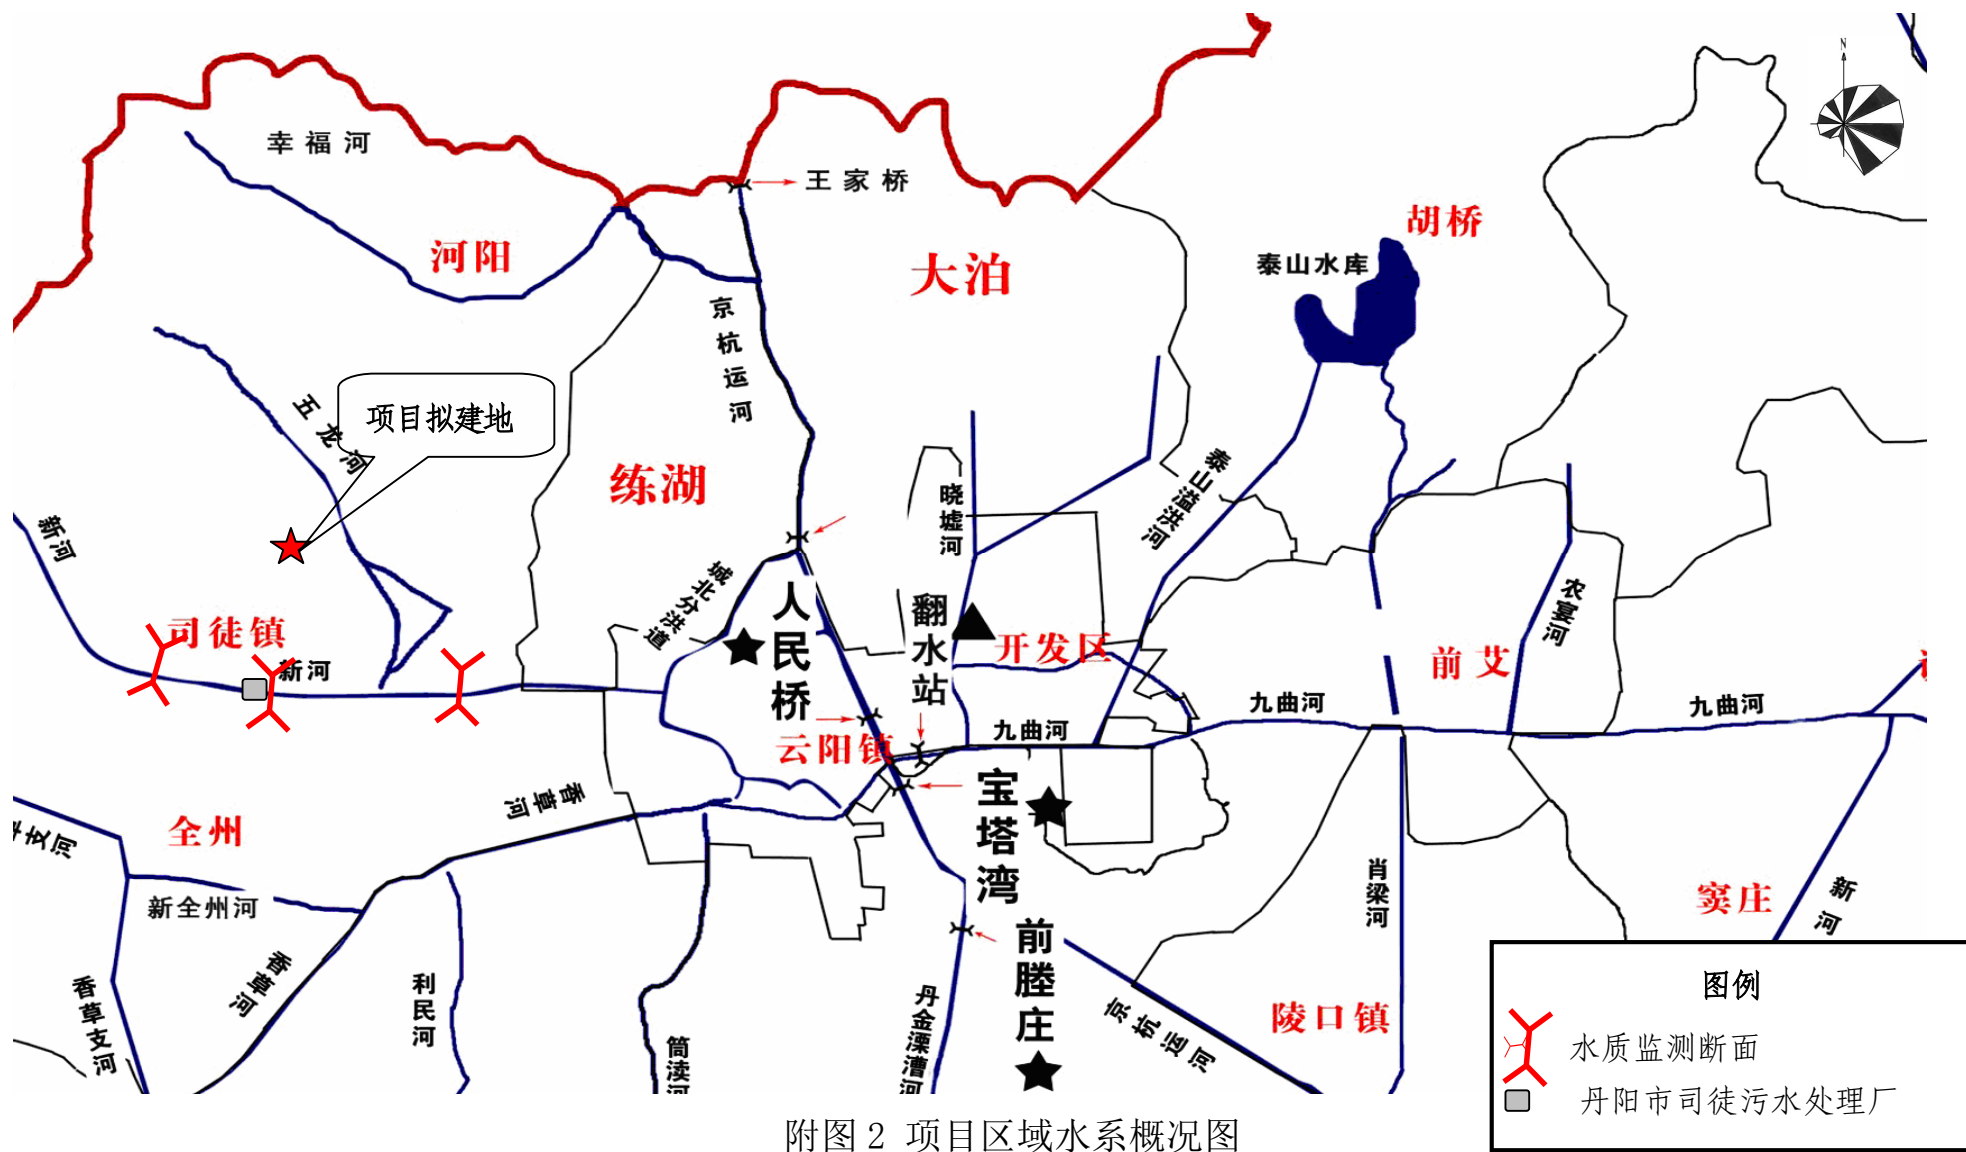 N
幸福河
王家桥
胡桥
河阳
大泊
泰山水库
京杭运河
五龙河
项目拟建地
练湖
泰山溢洪河
晓墟河
新河
城北分洪道
人民桥
翻水站
农宴河
司徒镇
开发区
前艾
新河
九曲河
九曲河
九曲河
云阳镇
香草河
宝塔湾
全州
支河
新全州河
肖梁河
窦庄
新河
前塍庄
香草河
香草支河
利民河
丹金溧漕河
京杭运河
陵口镇
筒渎河
图例
水质监测断面
丹阳市司徒污水处理厂
附图2 项目区域水系概况图